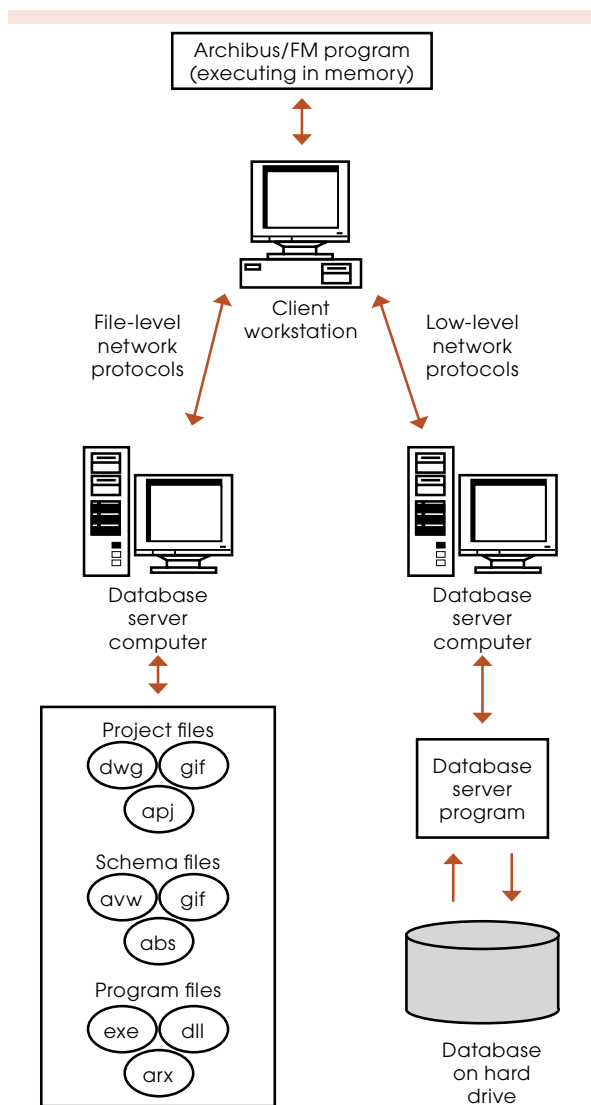 Archibus/FM program
(executing in memory)
Client
workstation
File-level
network
protocols
Low-level
network
protocols
Database
server
computer
Database
server
computer
Project files
dwg
gif
apj
Schema files
avw
gif
abs
Program files
exe
dll
arx
Database
server
program
Database
on hard
drive